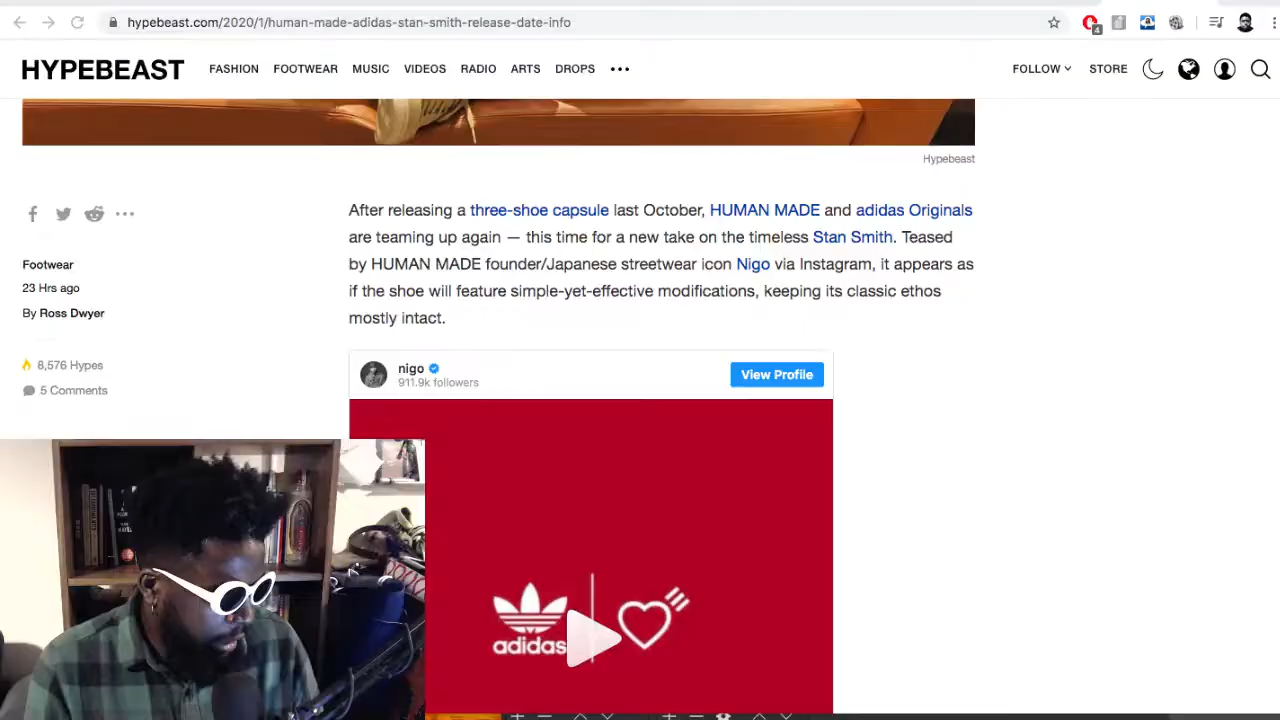 hypebeast.com/2020/1/human-made-adidas-stan-smith-release-date-info
4
HYPEBEAST FASHION FOOTWEAR MUSIC VIDEOS RADIO ARTS DROPS ••• FOLLOW STORE
Hypebeast
Footwear
23 Hrs ago
By Ross Dwyer
8,576 Hypes
5 Comments
After releasing a three-shoe capsule last October, HUMAN MADE and adidas Originals
are teaming up again — this time for a new take on the timeless Stan Smith. Teased
by HUMAN MADE founder/Japanese streetwear icon Nigo via Instagram, it appears as
if the shoe will feature simple-yet-effective modifications, keeping its classic ethos
mostly intact.
nigo
911.9k followers
View Profile
adidas